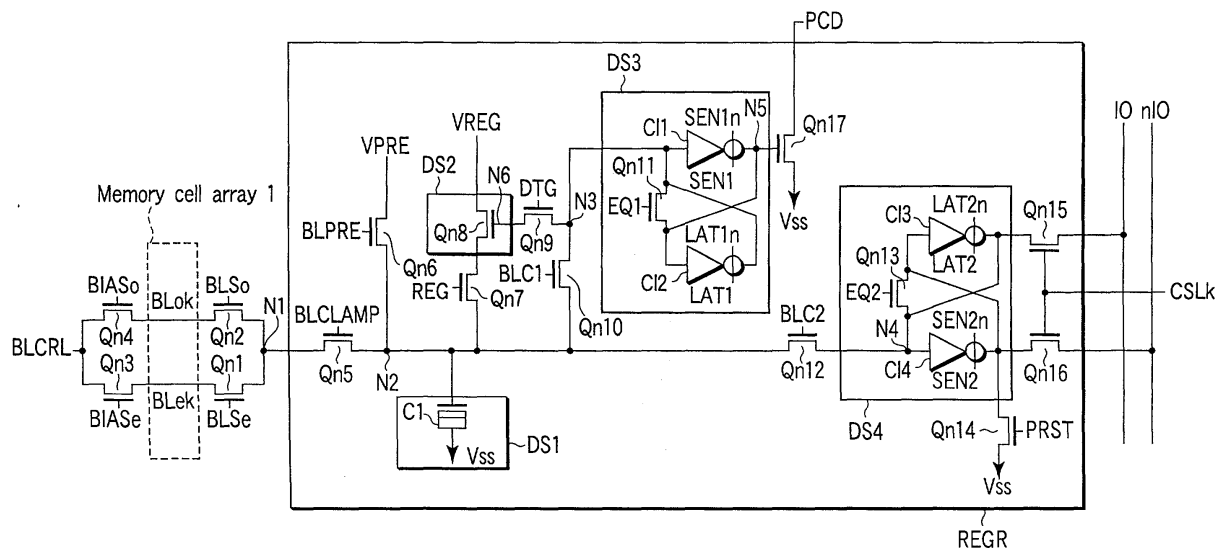 PCD
DS3
SEN1n
N5
IO nIO
CI1
Qn17
VREG
VPRE
DS2
Qn11
N6
DTG
N3
SEN1
Memory cell array 1
EQ1
Vss
LAT2n
CI3
Qn15
BLPRE
Qn8
Qn9
LAT1n
Qn13
LAT2
Qn6
BLC1
CI2
LAT1
EQ2
CSLk
BIASo
BLok
BLSo
N1
REG
Qn7
Qn10
BLCLAMP
BLC2
N4
SEN2n
Qn4
Qn2
BLCRL
Qn3
Qn1
Qn5
N2
Qn12
CI4
SEN2
Qn16
BLek
BIASe
BLSe
C1
DS4
Qn14
PRST
Vss
DS1
Vss
REGR